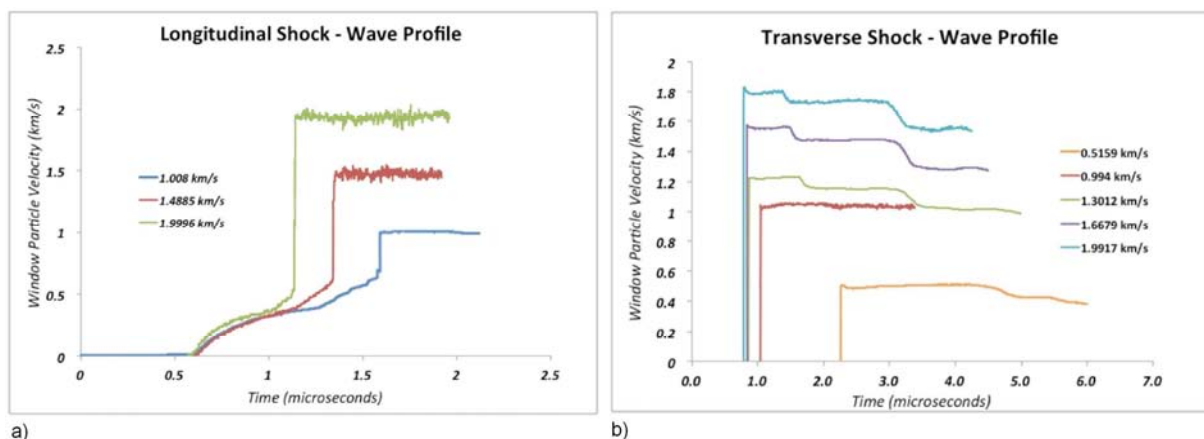 Longitudinal Shock - Wave Profile
Window Particle Velocity (km/s)
2.5
2
1.5
1
0.5
0
1.008 km/s
1.4885 km/s
1.9996 km/s
0
0.5
1
1.5
2
2.5
Time (microseconds)
a)
Transverse Shock - Wave Profile
Window Particle Velocity (km/s)
2
1.8
1.6
1.4
1.2
1
0.8
0.6
0.4
0.2
0
0.5159 km/s
0.994 km/s
1.3012 km/s
1.6679 km/s
1.9917 km/s
0.0
1.0
2.0
3.0
4.0
5.0
6.0
7.0
Time (microseconds)
b)